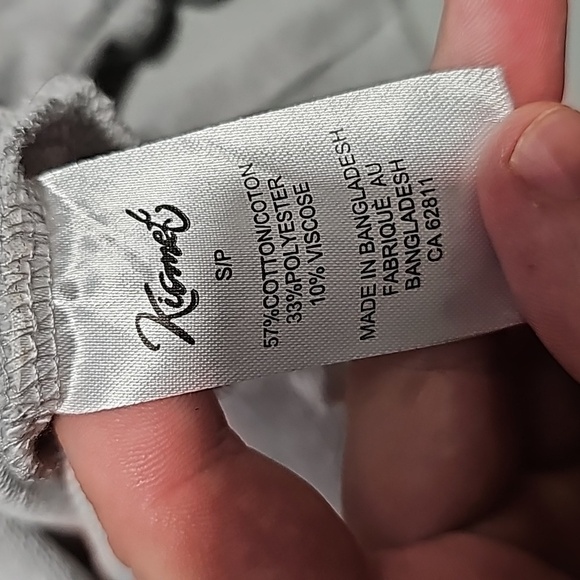 Kismet
S/P
57%COTTON/COTON
33%POLYESTER
10% VISCOSE
MADE IN BANGLADESH
FABRIQUÉ AU
BANGLADESH
CA 62811